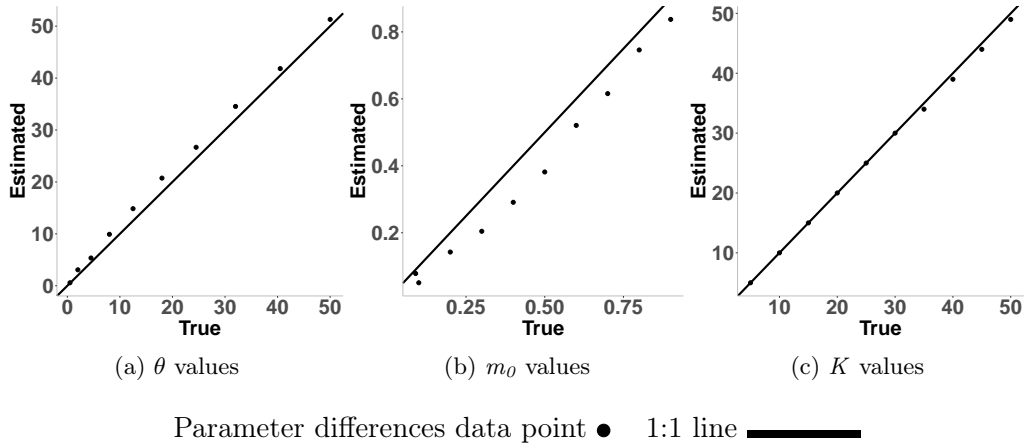 50
40
30
20
10
0
Estimated
0 10 20 30 40 50
True
(a) θ values
0.8
0.6
0.4
0.2
Estimated
0.25 0.50 0.75
True
(b) m0 values
50
40
30
20
10
Estimated
10 20 30 40 50
True
(c) K values
Parameter differences data point 1:1 line